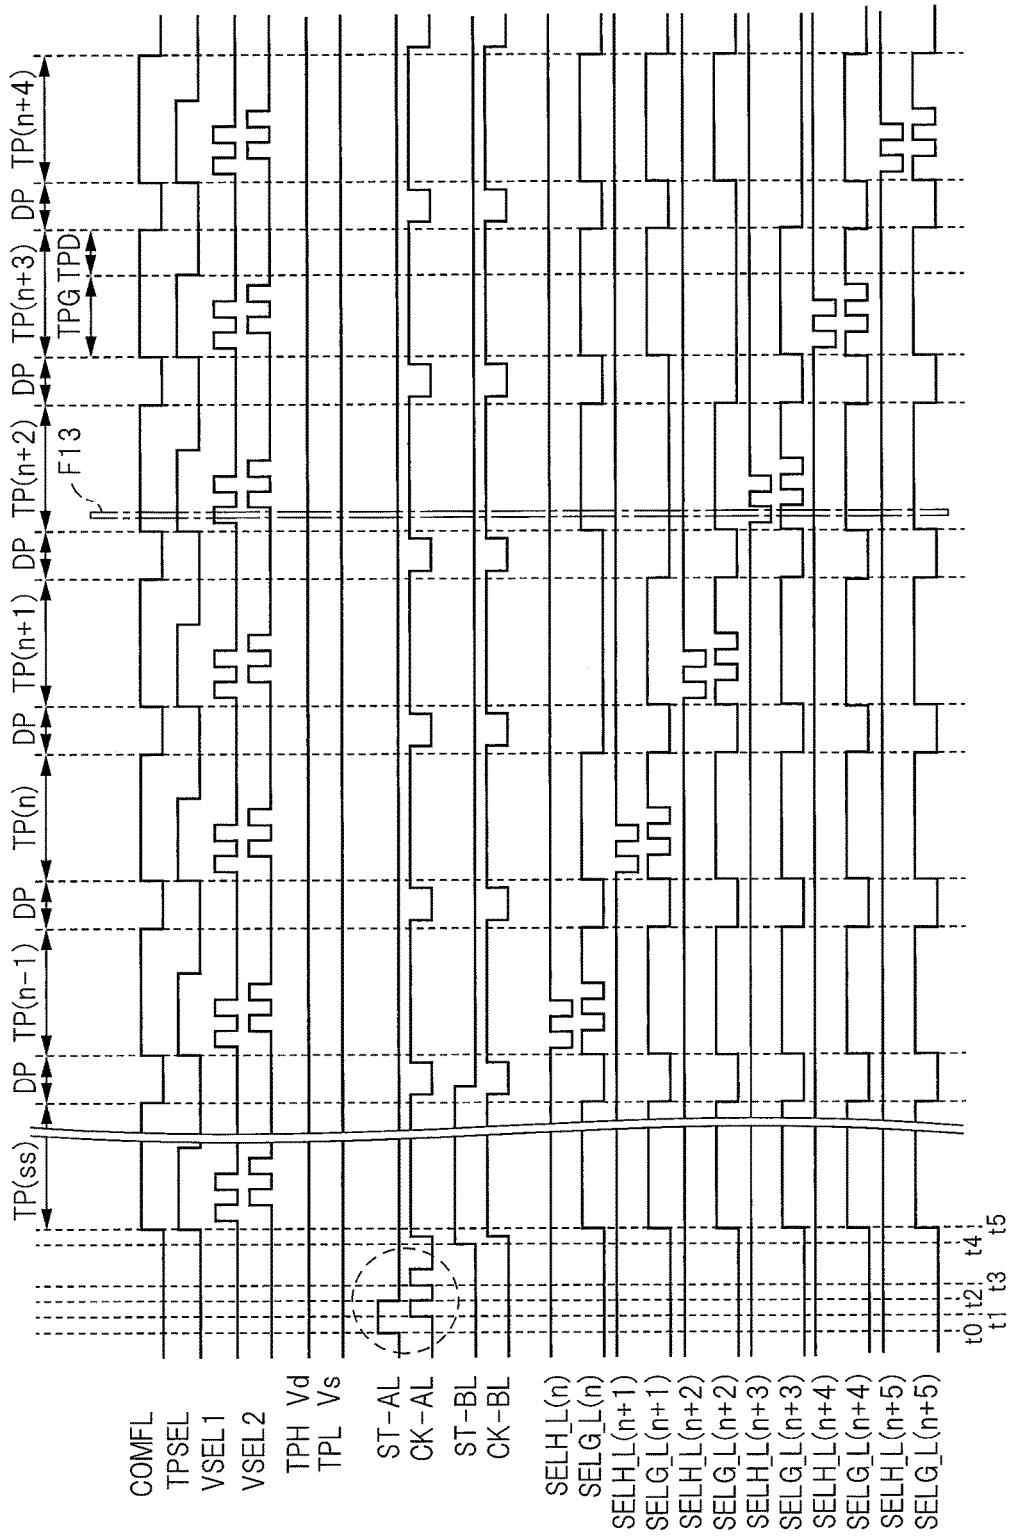 TP(ss)
DP
TP(n-1)
DP
TP(n)
DP
TP(n+1)
DP
TP(n+2)
DP
TP(n+3)
DP
TP(n+4)
F13
TPG
TPD
COMFL
TPSEL
VSEL1
VSEL2
TPH Vd
TPL Vs
ST-AL
CK-AL
ST-BL
CK-BL
SELH_L(n)
SELG_L(n)
SELH_L(n+1)
SELG_L(n+1)
SELH_L(n+2)
SELG_L(n+2)
SELH_L(n+3)
SELG_L(n+3)
SELH_L(n+4)
SELG_L(n+4)
SELH_L(n+5)
SELG_L(n+5)
t0
t1
t2
t3
t4
t5